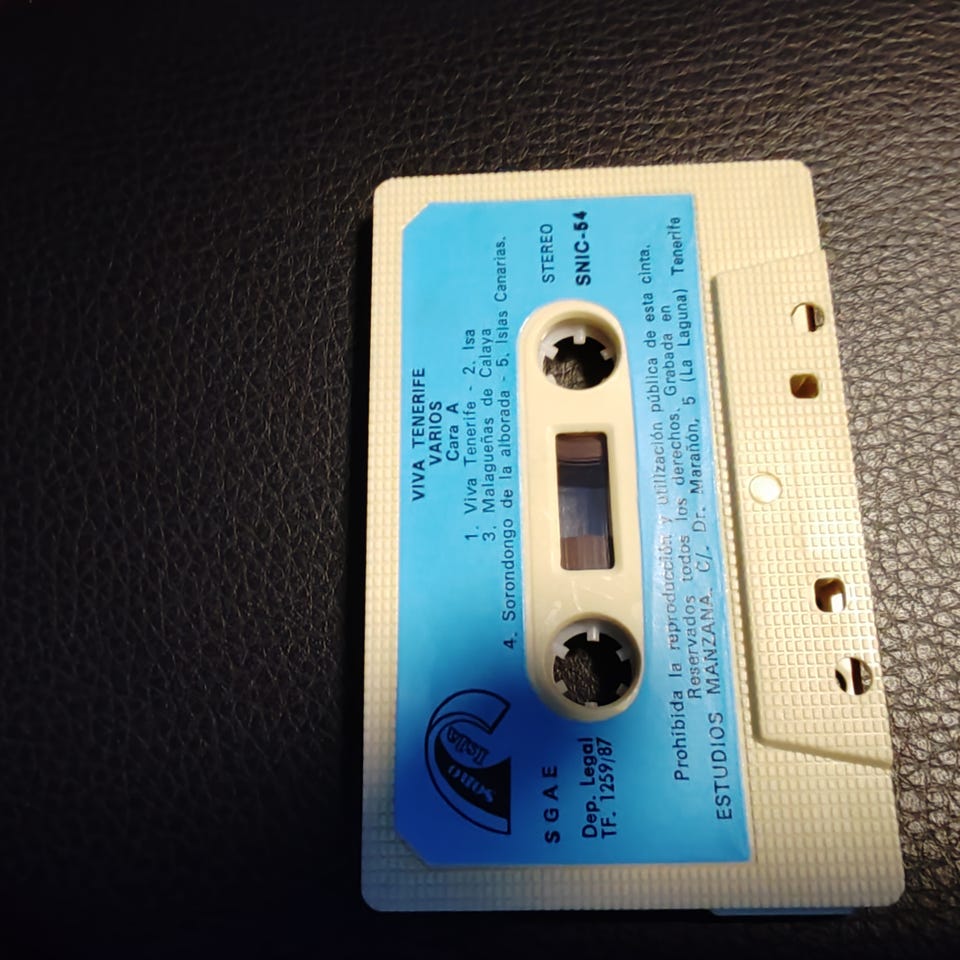 VIVA TENERIFE
VARIOS
Cara A
1. Viva Tenerife - 2. Isa
3. Malagueñas de Calaya
4. Sorondongo de la alborada - 5. Islas Canarias.
sono
isla
STEREO
SNIC-54
S G A E
Dep. Legal
TF. 1259/87
Prohibida la reproducción y utilización pública de esta cinta.
Reservados todos los derechos. Grabada en
ESTUDIOS MANZANA. C/. Dr. Marañón, 5 (La Laguna) Tenerife